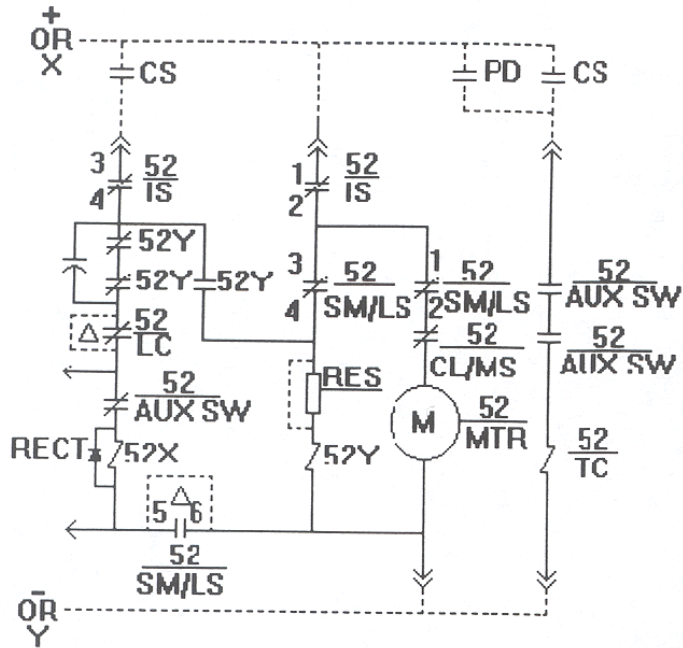 +
OR
X
CS
PD
CS
3
52
IS
4
1
52
IS
2
52Y
52Y
52Y
3
52
SM/LS
4
1
52
SM/LS
2
52
AUX SW
52
AUX SW
Δ
52
LC
52
CL/MS
52
AUX SW
RES
M
52
MTR
RECT
52X
52Y
52
TC
Δ
5 6
52
SM/LS
-
OR
Y